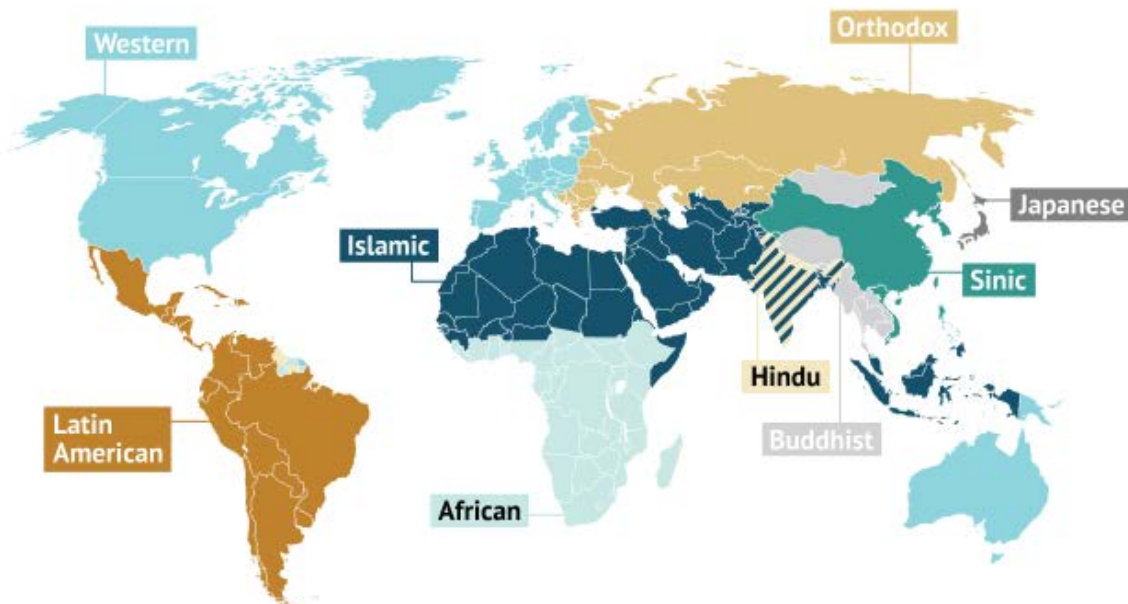 Western
Orthodox
Japanese
Islamic
Sinic
Hindu
Latin
American
Buddhist
African